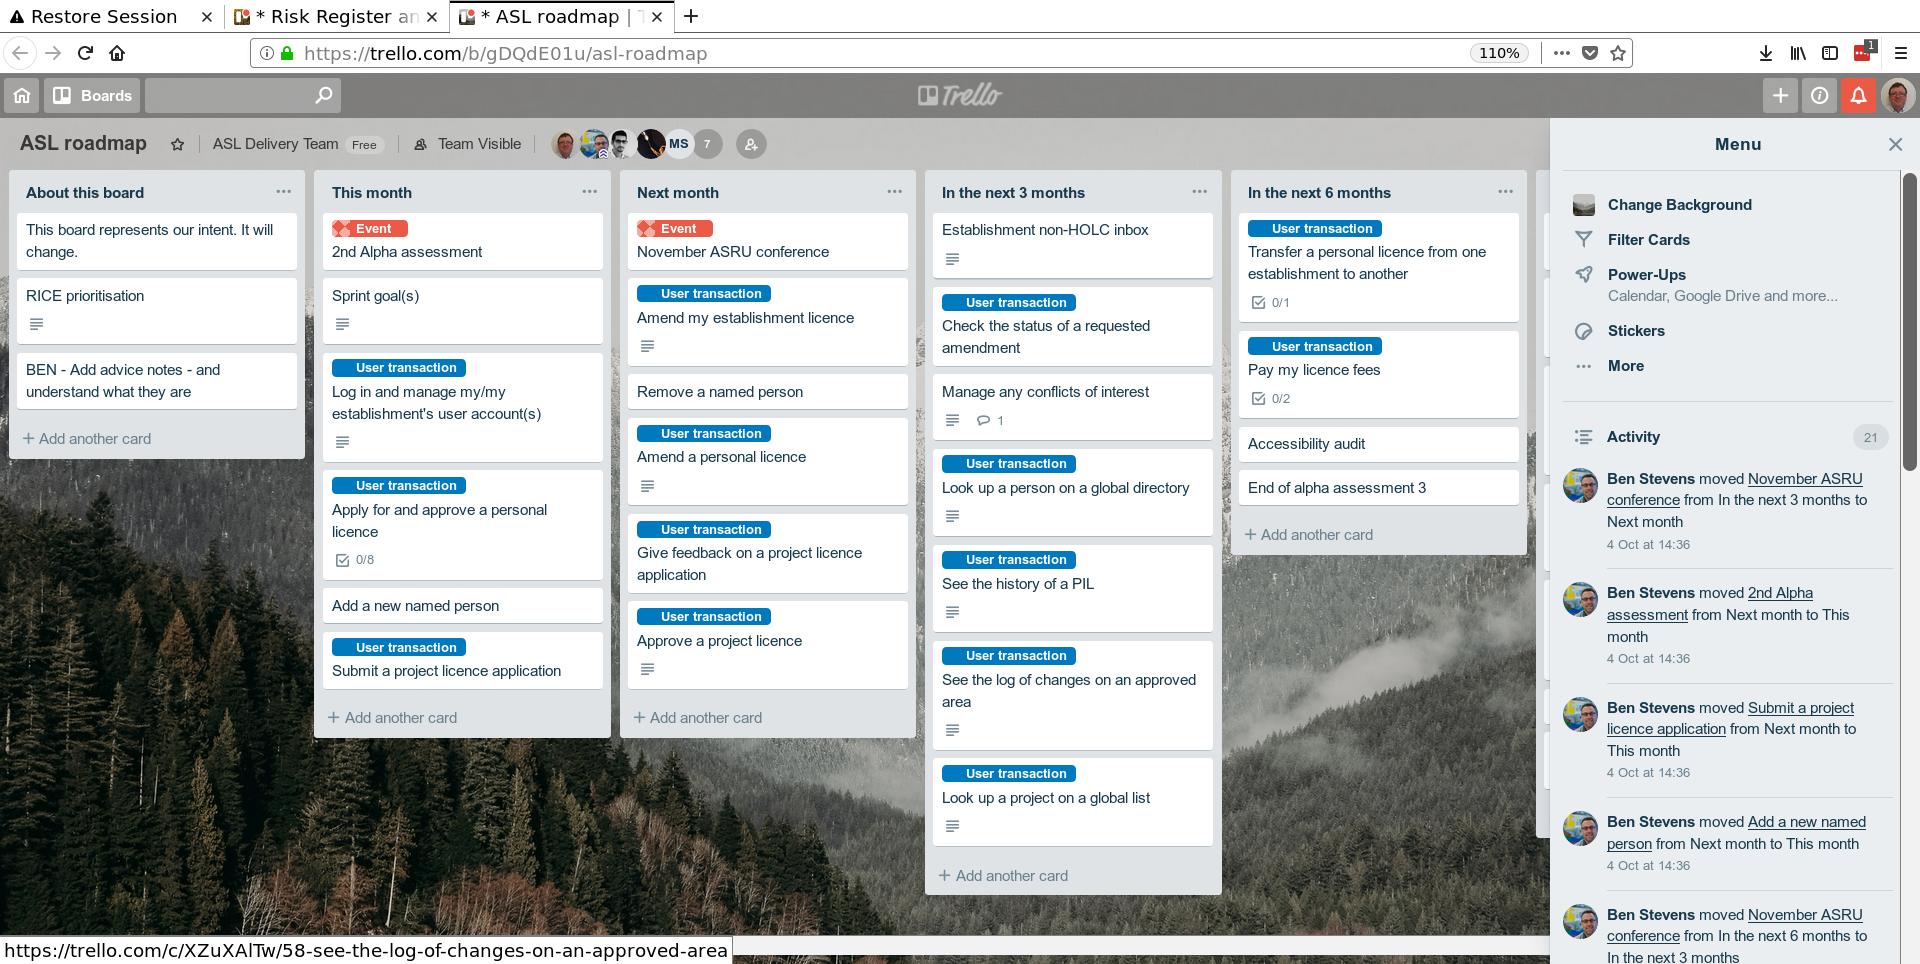 Restore Session
* Risk Register an
* ASL roadmap | T
https://trello.com/b/gDQdE01u/asl-roadmap
110%
1
Boards
Trello
ASL roadmap
ASL Delivery Team
Free
Team Visible
MS
7
About this board
This board represents our intent. It will
change.
RICE prioritisation
BEN - Add advice notes - and
understand what they are
+ Add another card
This month
Event
2nd Alpha assessment
Sprint goal(s)
User transaction
Log in and manage my/my
establishment's user account(s)
User transaction
Apply for and approve a personal
licence
0/8
Add a new named person
User transaction
Submit a project licence application
+ Add another card
Next month
Event
November ASRU conference
User transaction
Amend my establishment licence
Remove a named person
User transaction
Amend a personal licence
User transaction
Give feedback on a project licence
application
User transaction
Approve a project licence
+ Add another card
In the next 3 months
Establishment non-HOLC inbox
User transaction
Check the status of a requested
amendment
Manage any conflicts of interest
1
User transaction
Look up a person on a global directory
User transaction
See the history of a PIL
User transaction
See the log of changes on an approved
area
User transaction
Look up a project on a global list
+ Add another card
In the next 6 months
User transaction
Transfer a personal licence from one
establishment to another
0/1
User transaction
Pay my licence fees
0/2
Accessibility audit
End of alpha assessment 3
+ Add another card
Menu
Change Background
Filter Cards
Power-Ups
Calendar, Google Drive and more...
Stickers
More
Activity
21
Ben Stevens moved November ASRU
conference from In the next 3 months to
Next month
4 Oct at 14:36
Ben Stevens moved 2nd Alpha
assessment from Next month to This
month
4 Oct at 14:36
Ben Stevens moved Submit a project
licence application from Next month to
This month
4 Oct at 14:36
Ben Stevens moved Add a new named
person from Next month to This month
4 Oct at 14:36
Ben Stevens moved November ASRU
conference from In the next 6 months to
In the next 3 months
https://trello.com/c/XZuXAlTw/58-see-the-log-of-changes-on-an-approved-area